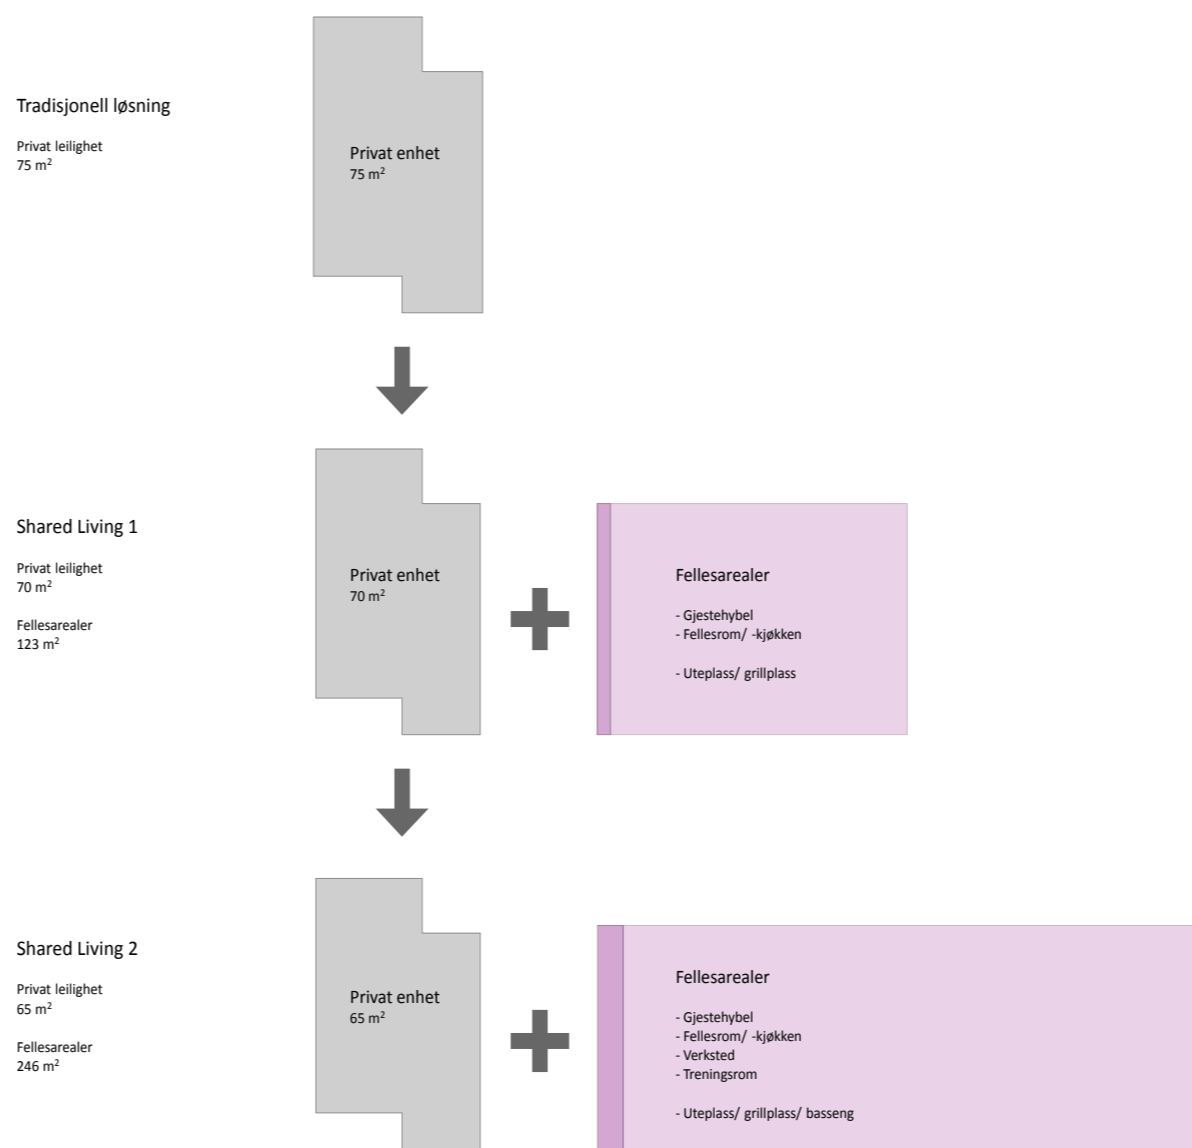 Tradisjonell løsning
Privat leilighet
75 m²
Privat enhet
75 m²
Shared Living 1
Privat leilighet
70 m²
Fellesarealer
123 m²
Privat enhet
70 m²
Fellesarealer
- Gjestehybel
- Fellesrom/ -kjøkken
- Uteplass/ grillplass
Shared Living 2
Privat leilighet
65 m²
Fellesarealer
246 m²
Privat enhet
65 m²
Fellesarealer
- Gjestehybel
- Fellesrom/ -kjøkken
- Verksted
- Treningsrom
- Uteplass/ grillplass/ basseng